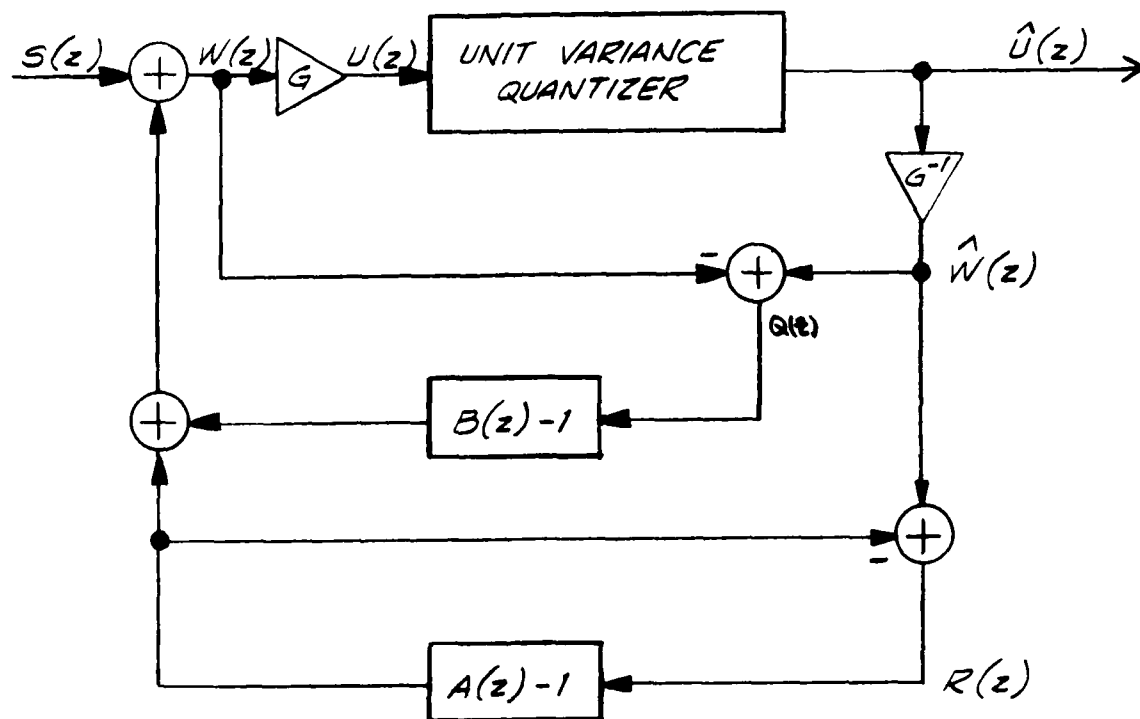 S(z)
+
W(z)
G
U(z)
UNIT VARIANCE
QUANTIZER
Û(z)
G⁻¹
-
+
Ŵ(z)
Q(z)
+
B(z)-1
+
-
A(z)-1
R(z)